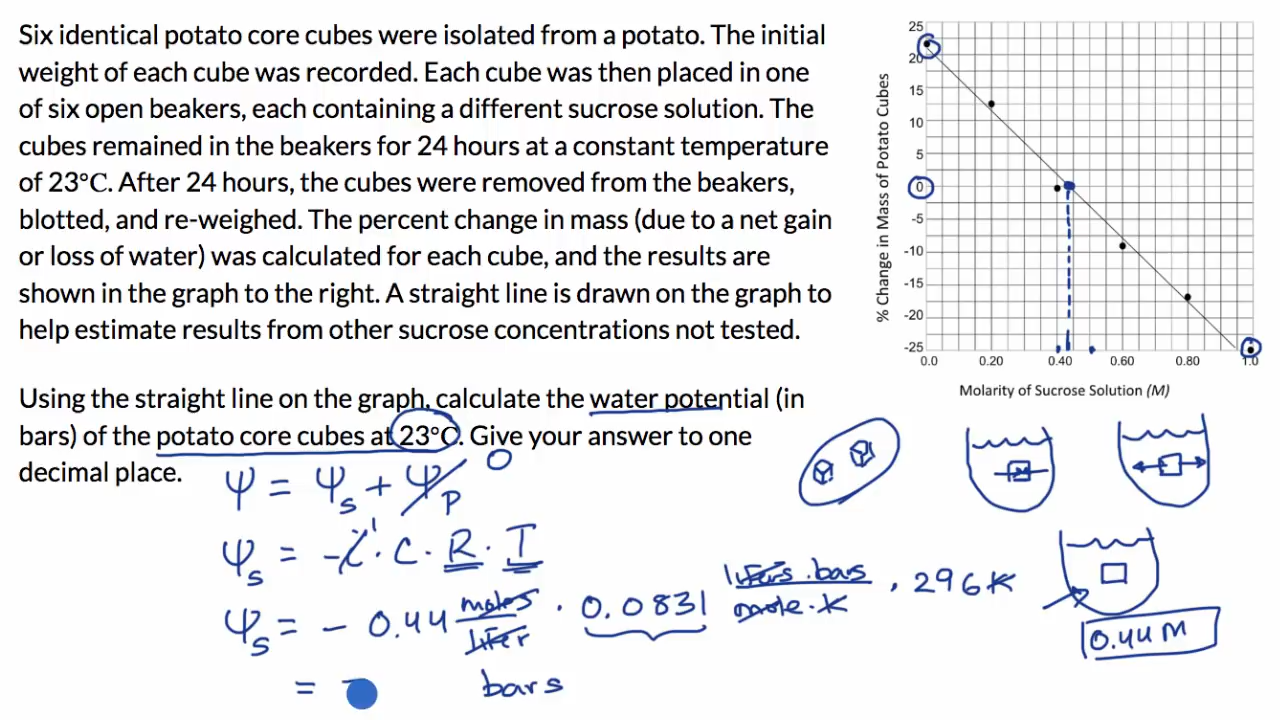 Six identical potato core cubes were isolated from a potato. The initial
weight of each cube was recorded. Each cube was then placed in one
of six open beakers, each containing a different sucrose solution. The
cubes remained in the beakers for 24 hours at a constant temperature
of 23°C. After 24 hours, the cubes were removed from the beakers,
blotted, and re-weighed. The percent change in mass (due to a net gain
or loss of water) was calculated for each cube, and the results are
shown in the graph to the right. A straight line is drawn on the graph to
help estimate results from other sucrose concentrations not tested.
Using the straight line on the graph, calculate the water potential (in
bars) of the potato core cubes at 23°C. Give your answer to one
decimal place.
% Change in Mass of Potato Cubes
25
20
15
10
5
0
-5
-10
-15
-20
-25
0.0 0.20 0.40 0.60 0.80 1.0
Molarity of Sucrose Solution (M)
Ψ = Ψs + Ψp 0
Ψs = -i 1 · C · R · T
Ψs = - 0.44 moles/liter · 0.0831 liters · bars/mole · K · 296 K
= - bars
0.44 M